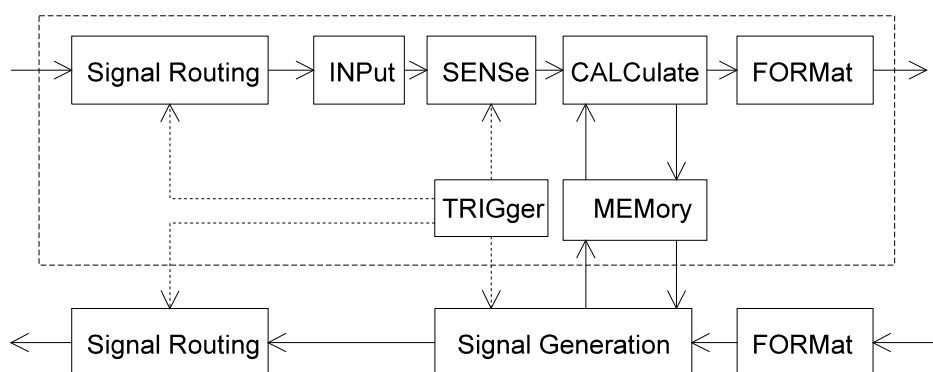 Signal Routing
INPut
SENSe
CALCulate
FORMat
TRIGger
MEMory
Signal Routing
Signal Generation
FORMat